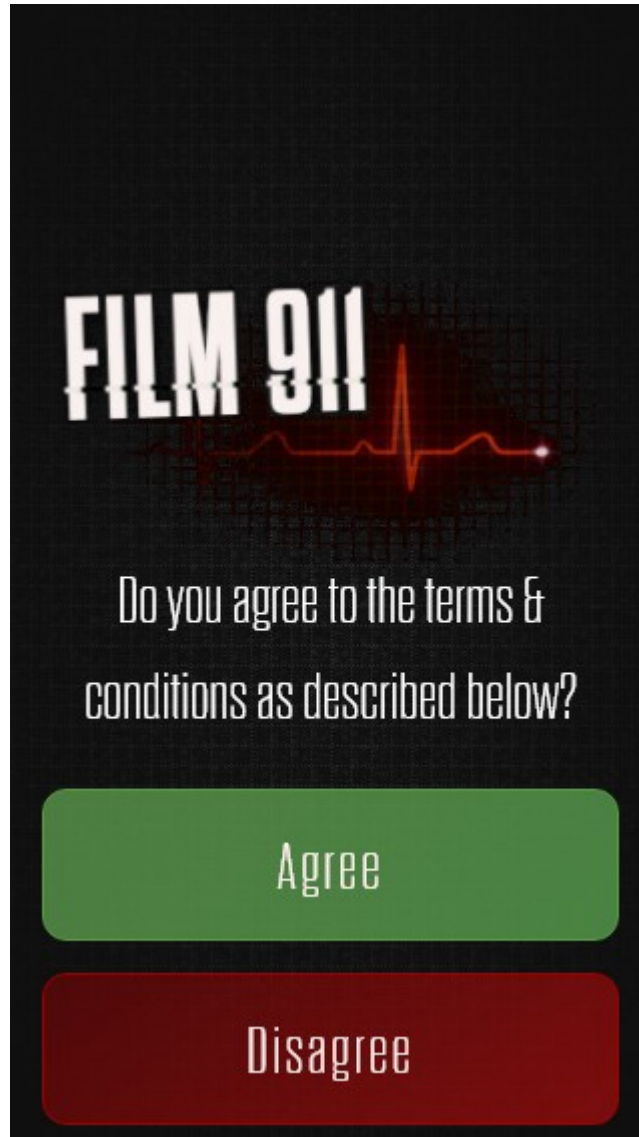 FILM 911
Do you agree to the terms &
conditions as described below?
Agree
Disagree